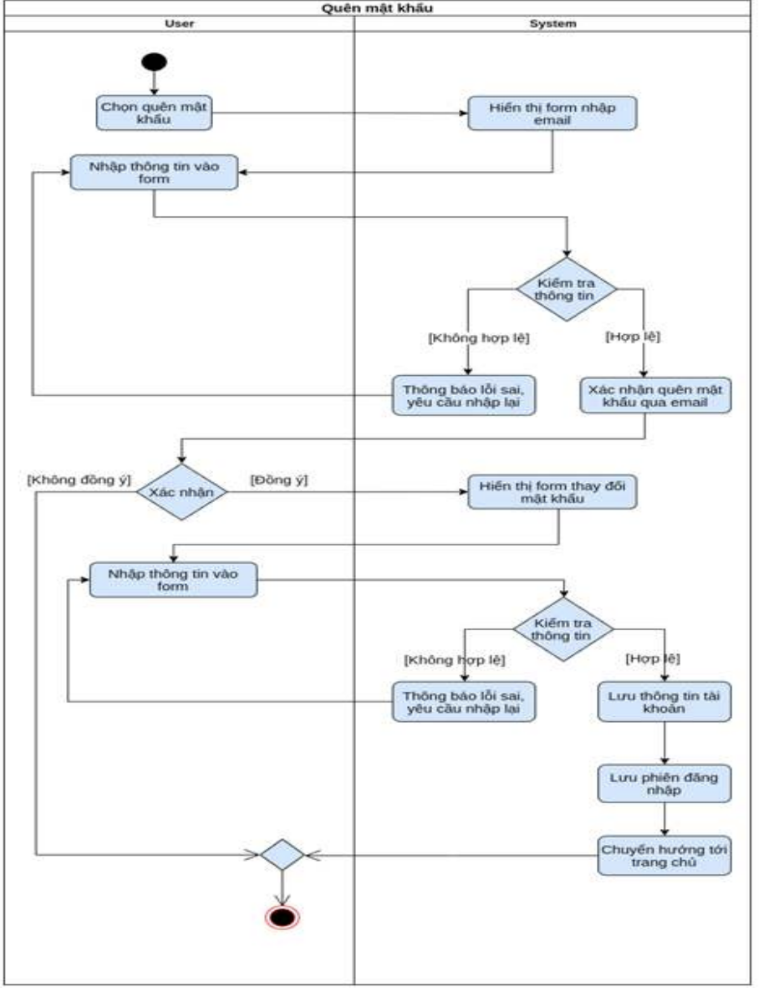 Quên mật khẩu
User
System
Chọn quên mật
khẩu
Hiển thị form nhập
email
Nhập thông tin vào
form
Kiểm tra
thông tin
[Không hợp lệ]
[Hợp lệ]
Thông báo lỗi sai,
yêu cầu nhập lại
Xác nhận quên mật
khẩu qua email
[Không đồng ý]
Xác nhận
[Đồng ý]
Hiển thị form thay đổi
mật khẩu
Nhập thông tin vào
form
Kiểm tra
thông tin
[Không hợp lệ]
[Hợp lệ]
Thông báo lỗi sai,
yêu cầu nhập lại
Lưu thông tin tài
khoản
Lưu phiên đăng
nhập
Chuyển hướng tới
trang chủ